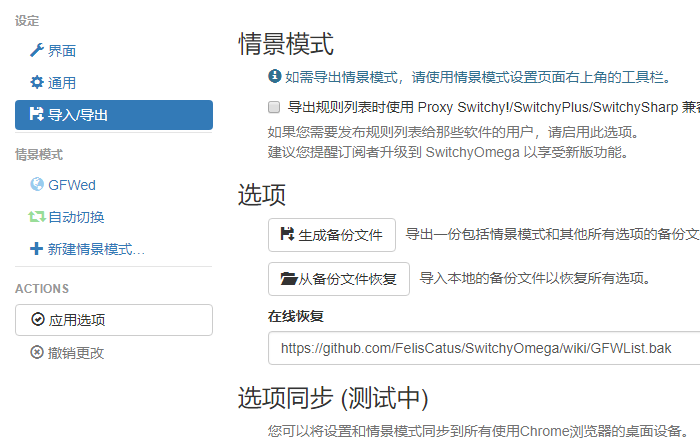 设定
界面
通用
导入/导出
情景模式
GFWed
自动切换
新建情景模式...
ACTIONS
应用选项
撤销更改
情景模式
如需导出情景模式，请使用情景模式设置页面右上角的工具栏。
导出规则列表时使用 Proxy Switchy!/SwitchyPlus/SwitchySharp 兼容
如果您需要发布规则列表给那些软件的用户，请启用此选项。
建议您提醒订阅者升级到 SwitchyOmega 以享受新版功能。
选项
生成备份文件
导出一份包括情景模式和其他所有选项的备份文
从备份文件恢复
导入本地的备份文件以恢复所有选项。
在线恢复
https://github.com/FelisCatus/SwitchyOmega/wiki/GFWList.bak
选项同步 (测试中)
您可以将设置和情景模式同步到所有使用Chrome浏览器的桌面设备。